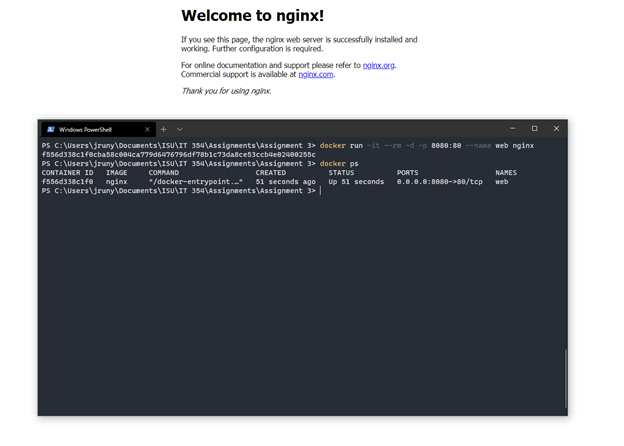 Welcome to nginx!
If you see this page, the nginx web server is successfully installed and
working. Further configuration is required.
For online documentation and support please refer to nginx.org.
Commercial support is available at nginx.com.
Thank you for using nginx.
Windows PowerShell
PS C:\Users\jruny\Documents\ISU\IT 354\Assignments\Assignment 3> docker run -it --rm -d -p 8080:80 --name web nginx
f556d338c1f0cba58c004ca779d6476796df78b1c73da8ce53ccb4e02400255c
PS C:\Users\jruny\Documents\ISU\IT 354\Assignments\Assignment 3> docker ps
CONTAINER ID IMAGE COMMAND CREATED STATUS PORTS NAMES
f556d338c1f0 nginx "/docker-entrypoint.…" 51 seconds ago Up 51 seconds 0.0.0.0:8080->80/tcp web
PS C:\Users\jruny\Documents\ISU\IT 354\Assignments\Assignment 3>